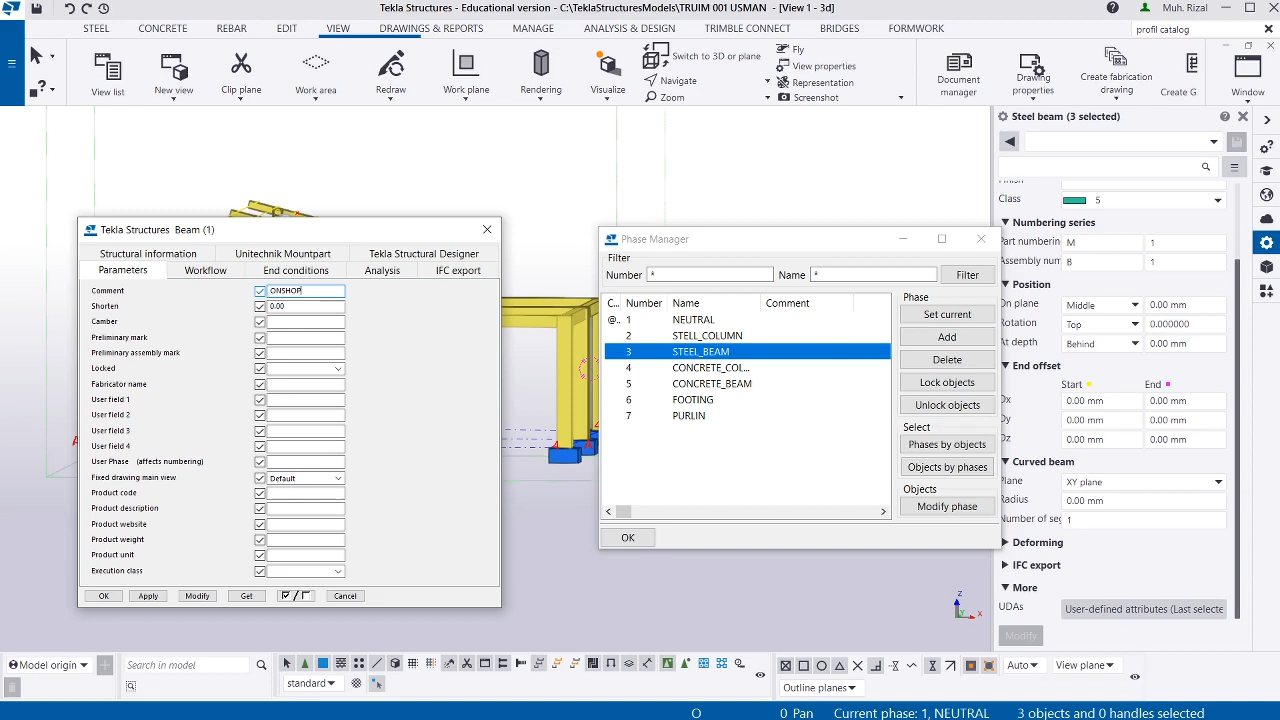 Tekla Structures - Educational version - C:\TeklaStructuresModels\TRUIN0001 USMAN - [View 1 - 3d]
Muh. Rizal
STEEL CONCRETE REBAR EDIT VIEW DRAWINGS & REPORTS MANAGE ANALYSIS & DESIGN TRIMBLE CONNECT BRIDGES FORMWORK
profil catalog
View list
New view
Clip plane
Work area
Redraw
Switch to 3D or plane
Navigate
Zoom
Work plane
Rendering
Visualize
Fly
View properties
Representation
Screenshot
Document manager
Drawing properties
Create fabrication drawing
Create G
Window
Steel beam (3 selected)
Finish
Class 5
Numbering series
Part numberin M 1
Assembly num B 1
Position
On plane Middle 0.00 mm
Rotation Top 0.000000
At depth Behind 0.00 mm
End offset
Start End
Dx 0.00 mm 0.00 mm
Dy 0.00 mm 0.00 mm
Dz 0.00 mm 0.00 mm
Curved beam
Plane XY plane
Radius 0.00 mm
Number of seg 1
Deforming
IFC export
More
UDAs User-defined attributes (Last selecte
Modify
Tekla Structures Beam (1)
Structural information Unitechnik Mountpart Tekla Structural Designer
Parameters Workflow End conditions Analysis IFC export
Comment ONSHOP
Shorten 0.00
Camber
Preliminary mark
Preliminary assembly mark
Locked
Fabricator name
User field 1
User field 2
User field 3
User field 4
User Phase (affects numbering)
Fixed drawing main view Default
Product code
Product description
Product website
Product weight
Product unit
Execution class
OK Apply Modify Get / Cancel
Phase Manager
Filter
Number * Name * Filter
C... Number Name Comment
@.. 1 NEUTRAL
2 STELL_COLUMN
3 STEEL_BEAM
4 CONCRETE_COL...
5 CONCRETE_BEAM
6 FOOTING
7 PURLIN
Phase
Set current
Add
Delete
Lock objects
Unlock objects
Select
Phases by objects
Objects by phases
Objects
Modify phase
OK
A
z
y
x
Model origin
Search in model
standard
Auto
View plane
Outline planes
O 0 Pan Current phase: 1, NEUTRAL 3 objects and 0 handles selected